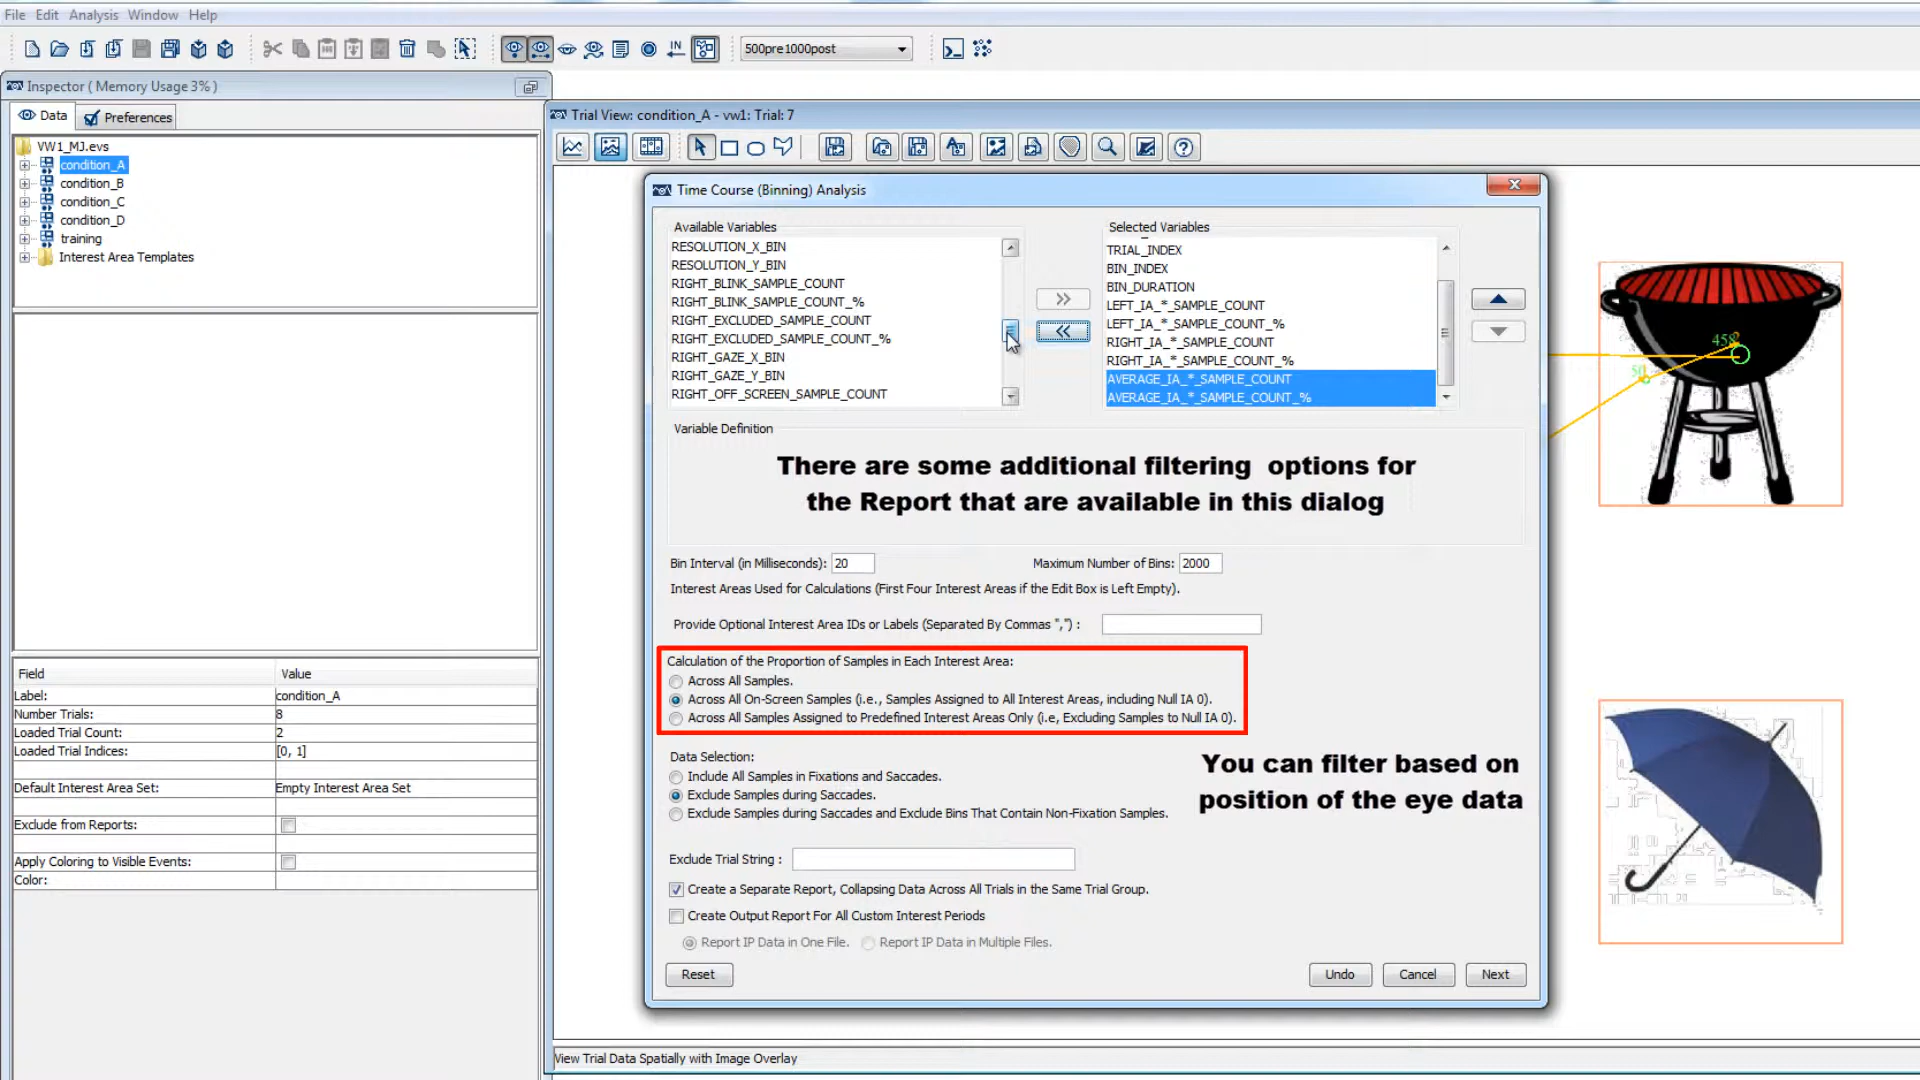 File Edit Analysis Window Help
IN
500pre1000post
Inspector ( Memory Usage 3% )
Data Preferences
VW1_MJ.evs
condition_A
condition_B
condition_C
condition_D
training
Interest Area Templates
Field Value
Label: condition_A
Number Trials: 8
Loaded Trial Count: 2
Loaded Trial Indices: [0, 1]
Default Interest Area Set: Empty Interest Area Set
Exclude from Reports:
Apply Coloring to Visible Events:
Color:
Trial View: condition_A - vw1: Trial: 7
Time Course (Binning) Analysis
Available Variables
RESOLUTION_X_BIN
RESOLUTION_Y_BIN
RIGHT_BLINK_SAMPLE_COUNT
RIGHT_BLINK_SAMPLE_COUNT_%
RIGHT_EXCLUDED_SAMPLE_COUNT
RIGHT_EXCLUDED_SAMPLE_COUNT_%
RIGHT_GAZE_X_BIN
RIGHT_GAZE_Y_BIN
RIGHT_OFF_SCREEN_SAMPLE_COUNT
Selected Variables
TRIAL_INDEX
BIN_INDEX
BIN_DURATION
LEFT_IA_*_SAMPLE_COUNT
LEFT_IA_*_SAMPLE_COUNT_%
RIGHT_IA_*_SAMPLE_COUNT
RIGHT_IA_*_SAMPLE_COUNT_%
AVERAGE_IA_*_SAMPLE_COUNT
AVERAGE_IA_*_SAMPLE_COUNT_%
Variable Definition
There are some additional filtering options for
the Report that are available in this dialog
Bin Interval (in Milliseconds): 20 Maximum Number of Bins: 2000
Interest Areas Used for Calculations (First Four Interest Areas if the Edit Box is Left Empty).
Provide Optional Interest Area IDs or Labels (Separated By Commas ",") :
Calculation of the Proportion of Samples in Each Interest Area:
Across All Samples.
Across All On-Screen Samples (i.e., Samples Assigned to All Interest Areas, including Null IA 0).
Across All Samples Assigned to Predefined Interest Areas Only (i.e, Excluding Samples to Null IA 0).
Data Selection:
Include All Samples in Fixations and Saccades.
Exclude Samples during Saccades.
Exclude Samples during Saccades and Exclude Bins That Contain Non-Fixation Samples.
You can filter based on
position of the eye data
Exclude Trial String :
Create a Separate Report, Collapsing Data Across All Trials in the Same Trial Group.
Create Output Report For All Custom Interest Periods
Report IP Data in One File. Report IP Data in Multiple Files.
Reset Undo Cancel Next
View Trial Data Spatially with Image Overlay